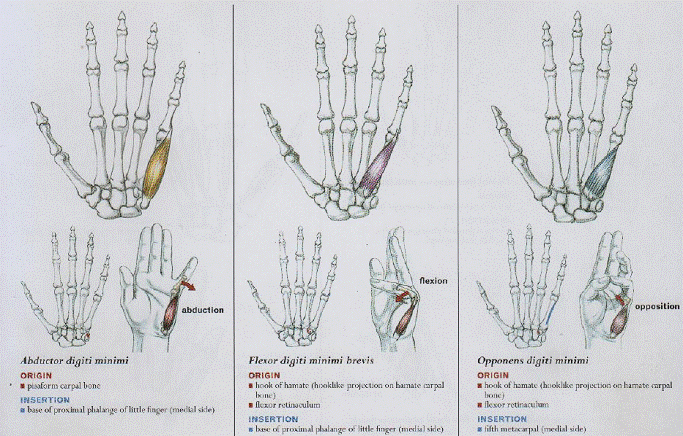 abduction
Abductor digiti minimi
ORIGIN
pisaform carpal bone
INSERTION
base of proximal phalange of little finger (medial side)
flexion
Flexor digiti minimi brevis
ORIGIN
hook of hamate (hooklike projection on hamate carpal
bone)
flexor retinaculum
INSERTION
base of proximal phalange of little finger (medial side)
opposition
Opponens digiti minimi
ORIGIN
hook of hamate (hooklike projection on hamate carpal
bone)
flexor retinaculum
INSERTION
fifth metacarpal (medial side)